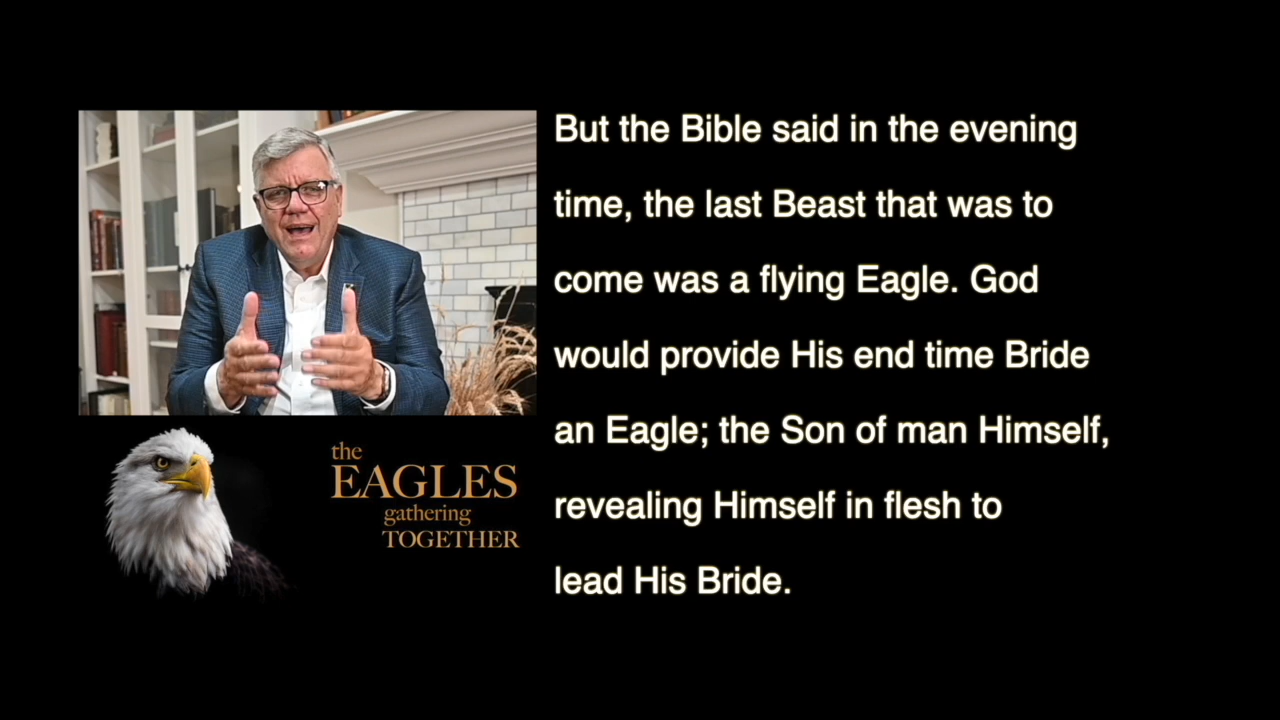 But the Bible said in the evening
time, the last Beast that was to
come was a flying Eagle. God
would provide His end time Bride
an Eagle; the Son of man Himself,
revealing Himself in flesh to
lead His Bride.
the
EAGLES
gathering
TOGETHER